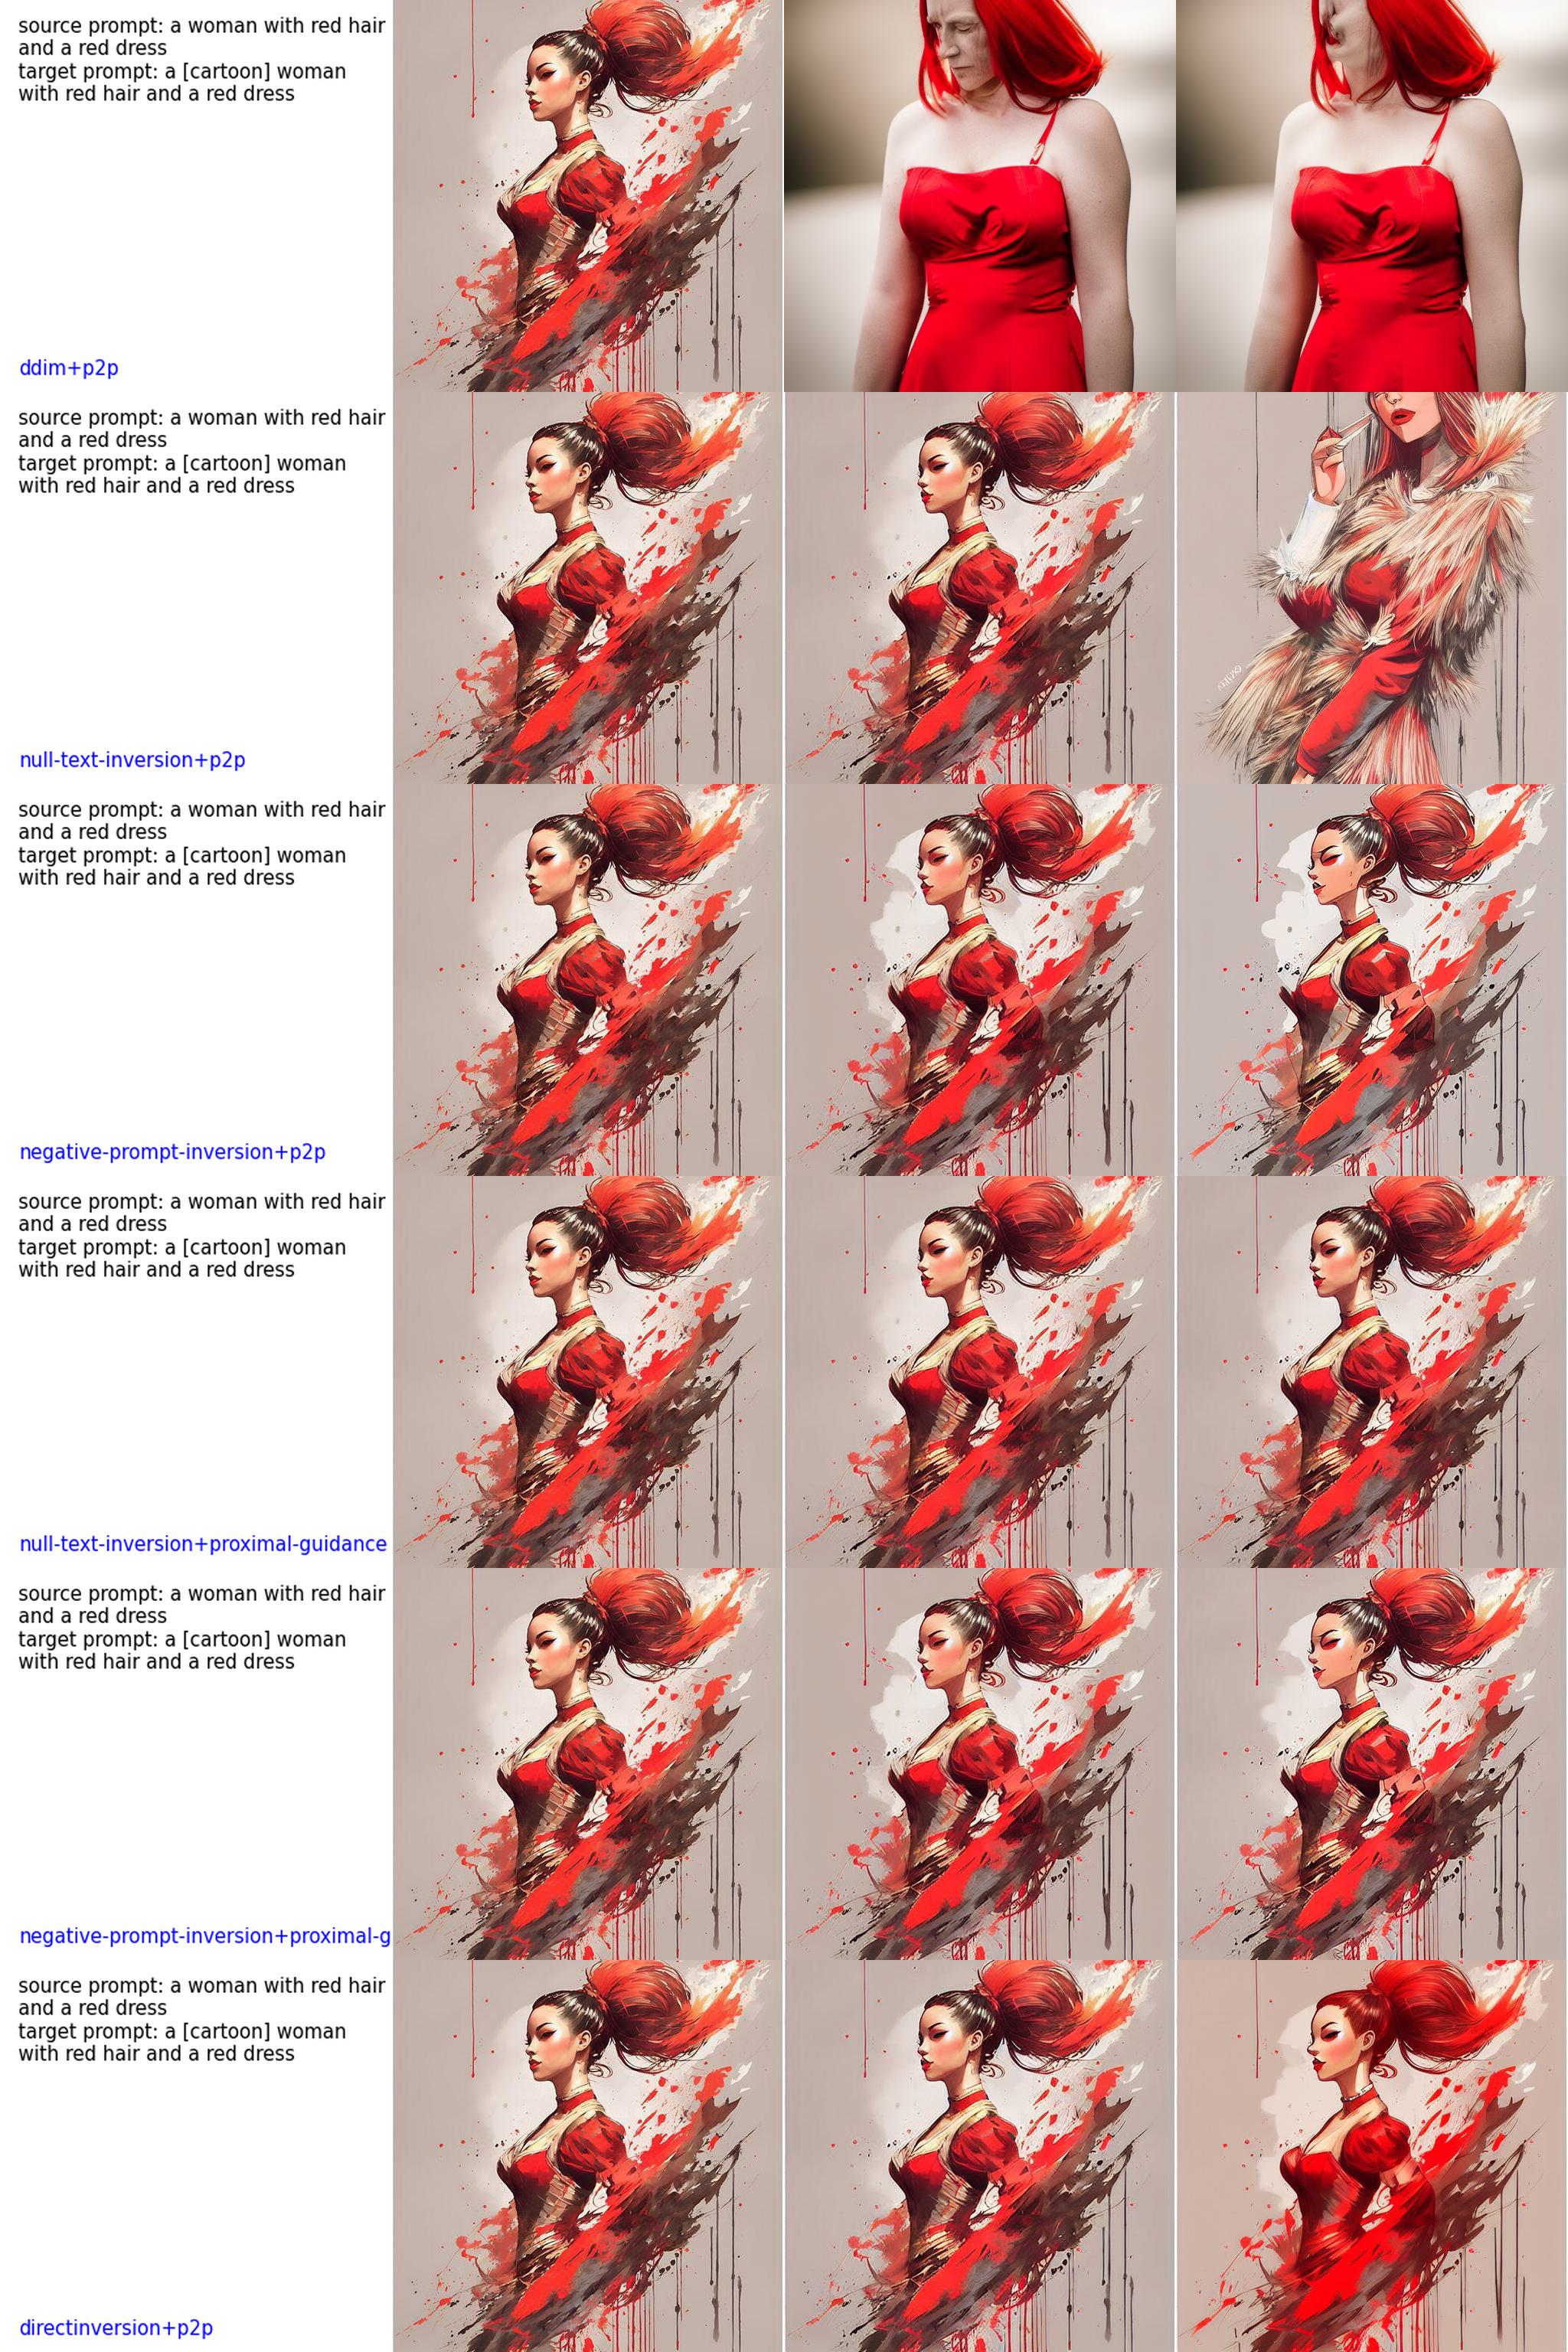 source prompt: a woman with red hair
and a red dress
target prompt: a [cartoon] woman
with red hair and a red dress
ddim+p2p
source prompt: a woman with red hair
and a red dress
target prompt: a [cartoon] woman
with red hair and a red dress
null-text-inversion+p2p
source prompt: a woman with red hair
and a red dress
target prompt: a [cartoon] woman
with red hair and a red dress
negative-prompt-inversion+p2p
source prompt: a woman with red hair
and a red dress
target prompt: a [cartoon] woman
with red hair and a red dress
null-text-inversion+proximal-guidance
source prompt: a woman with red hair
and a red dress
target prompt: a [cartoon] woman
with red hair and a red dress
negative-prompt-inversion+proximal-g
source prompt: a woman with red hair
and a red dress
target prompt: a [cartoon] woman
with red hair and a red dress
directinversion+p2p